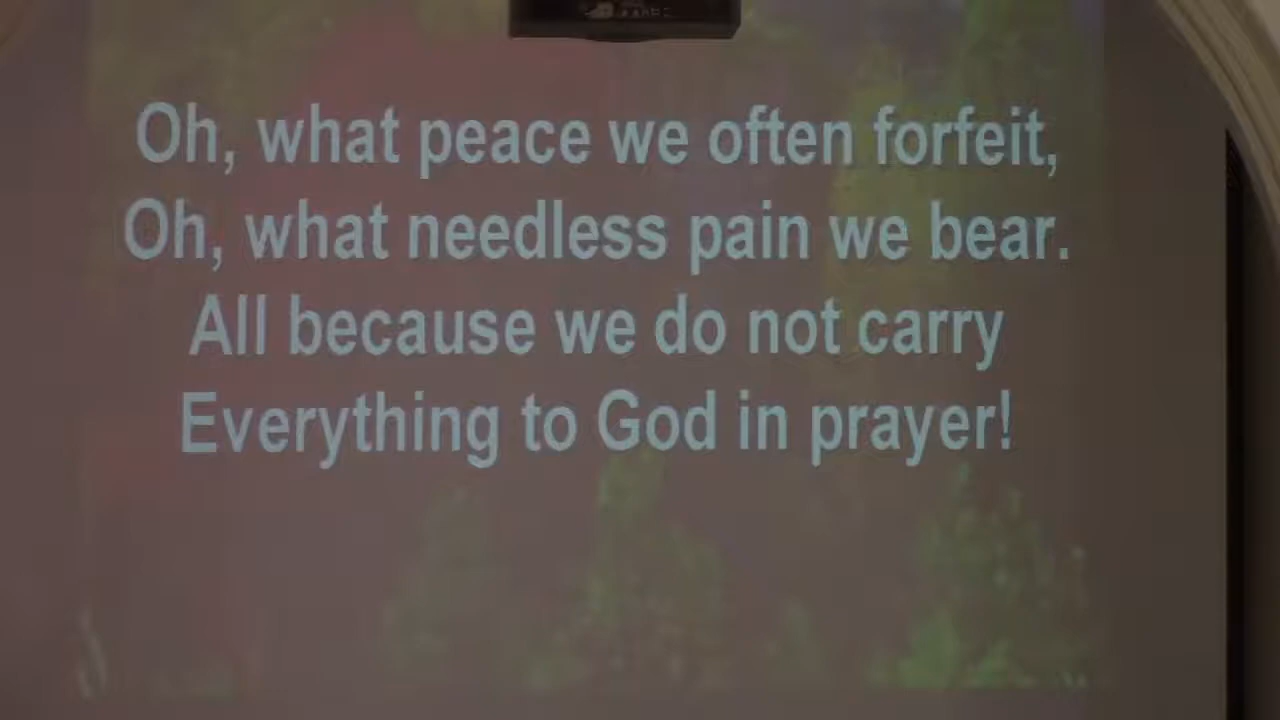 Oh, what peace we often forfeit,
Oh, what needless pain we bear.
All because we do not carry
Everything to God in prayer!